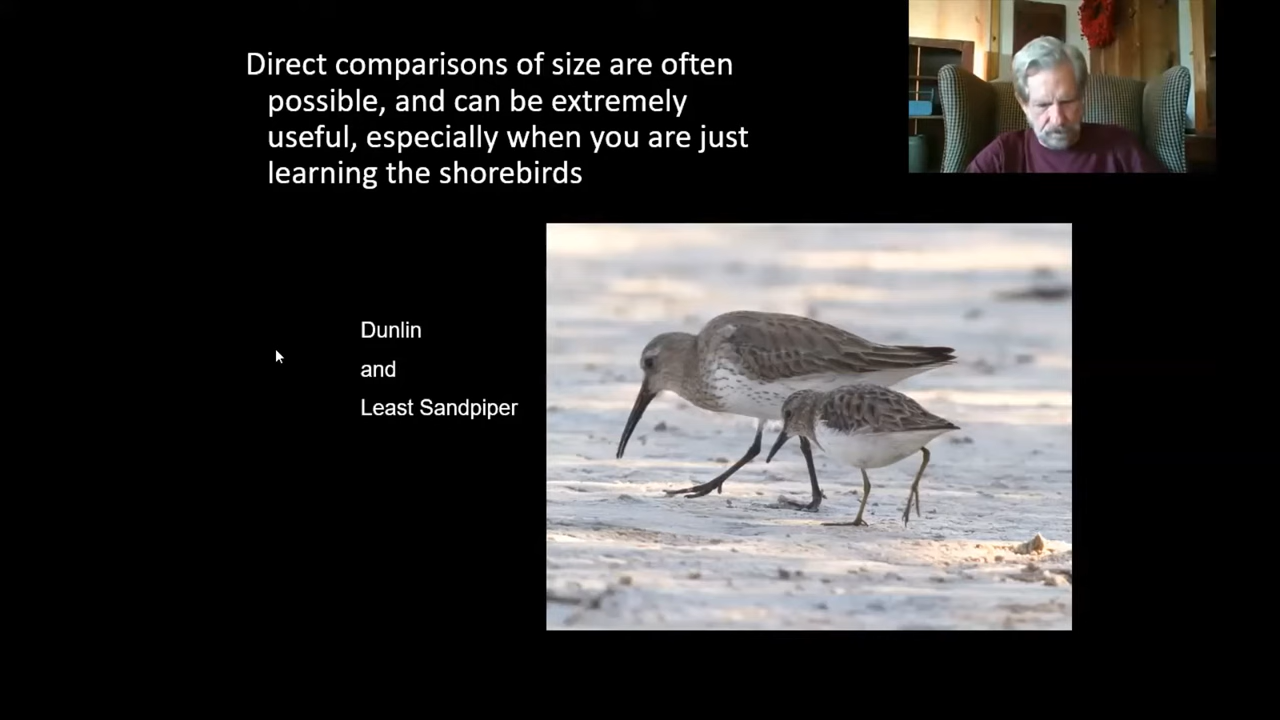 Direct comparisons of size are often
possible, and can be extremely
useful, especially when you are just
learning the shorebirds
Dunlin
and
Least Sandpiper